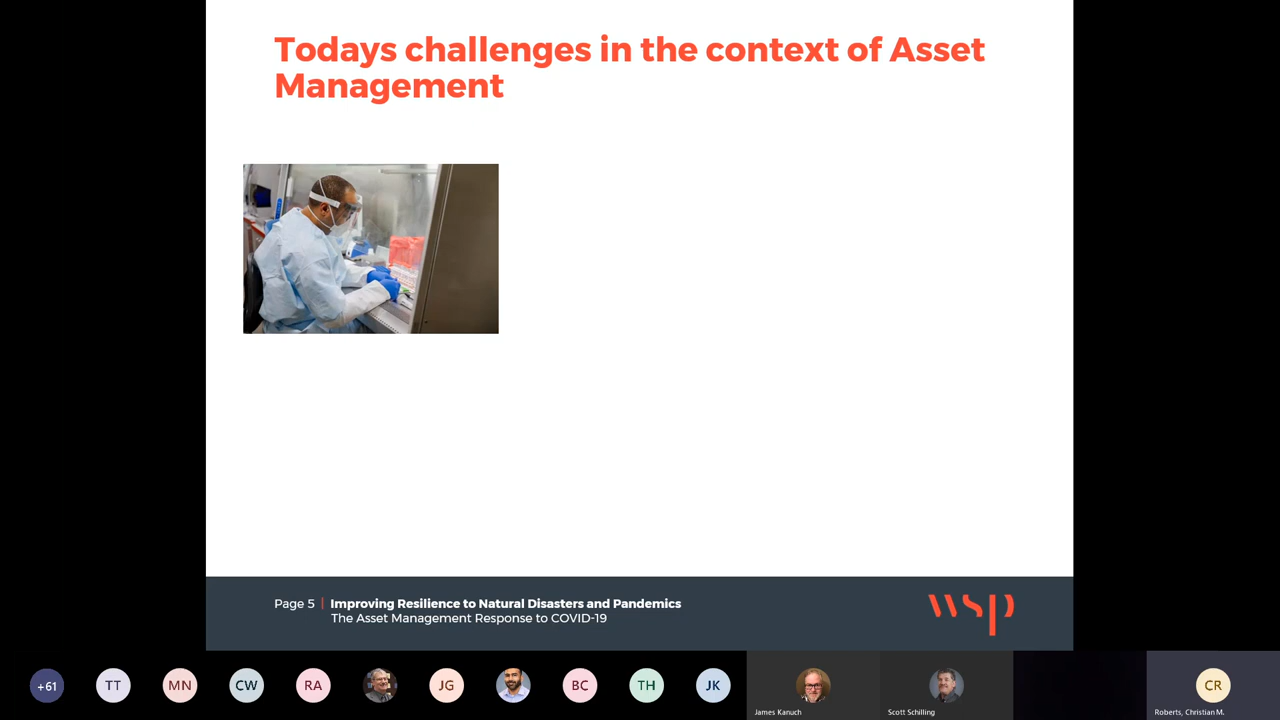 Todays challenges in the context of Asset
Management
Page 5 | Improving Resilience to Natural Disasters and Pandemics
The Asset Management Response to COVID-19
wsp
+61
TT
MN
CW
RA
JG
BC
TH
JK
James Kanuch
Scott Schilling
CR
Roberts, Christian M.